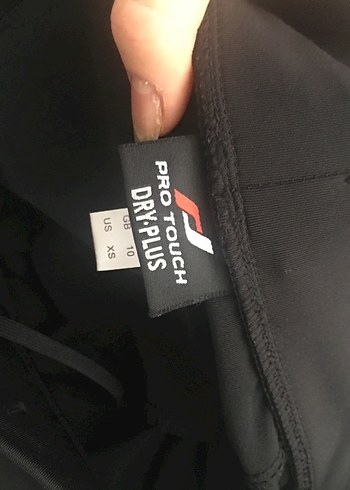 PRO TOUCH
DRY·PLUS
GB 10
US XS